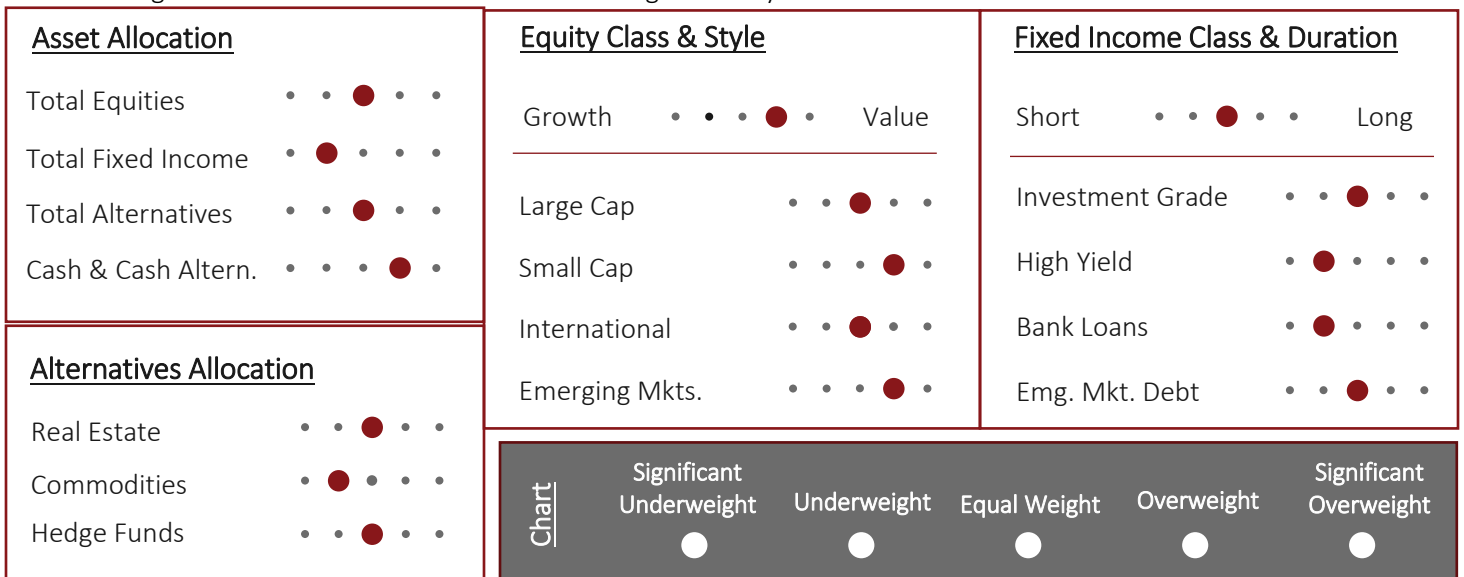 Asset Allocation
Total Equities
Total Fixed Income
Total Alternatives
Cash & Cash Altern.
Alternatives Allocation
Real Estate
Commodities
Hedge Funds
Equity Class & Style
Growth Value
Large Cap
Small Cap
International
Emerging Mkts.
Fixed Income Class & Duration
Short Long
Investment Grade
High Yield
Bank Loans
Emg. Mkt. Debt
Chart
Significant
Underweight
Underweight
Equal Weight
Overweight
Significant
Overweight